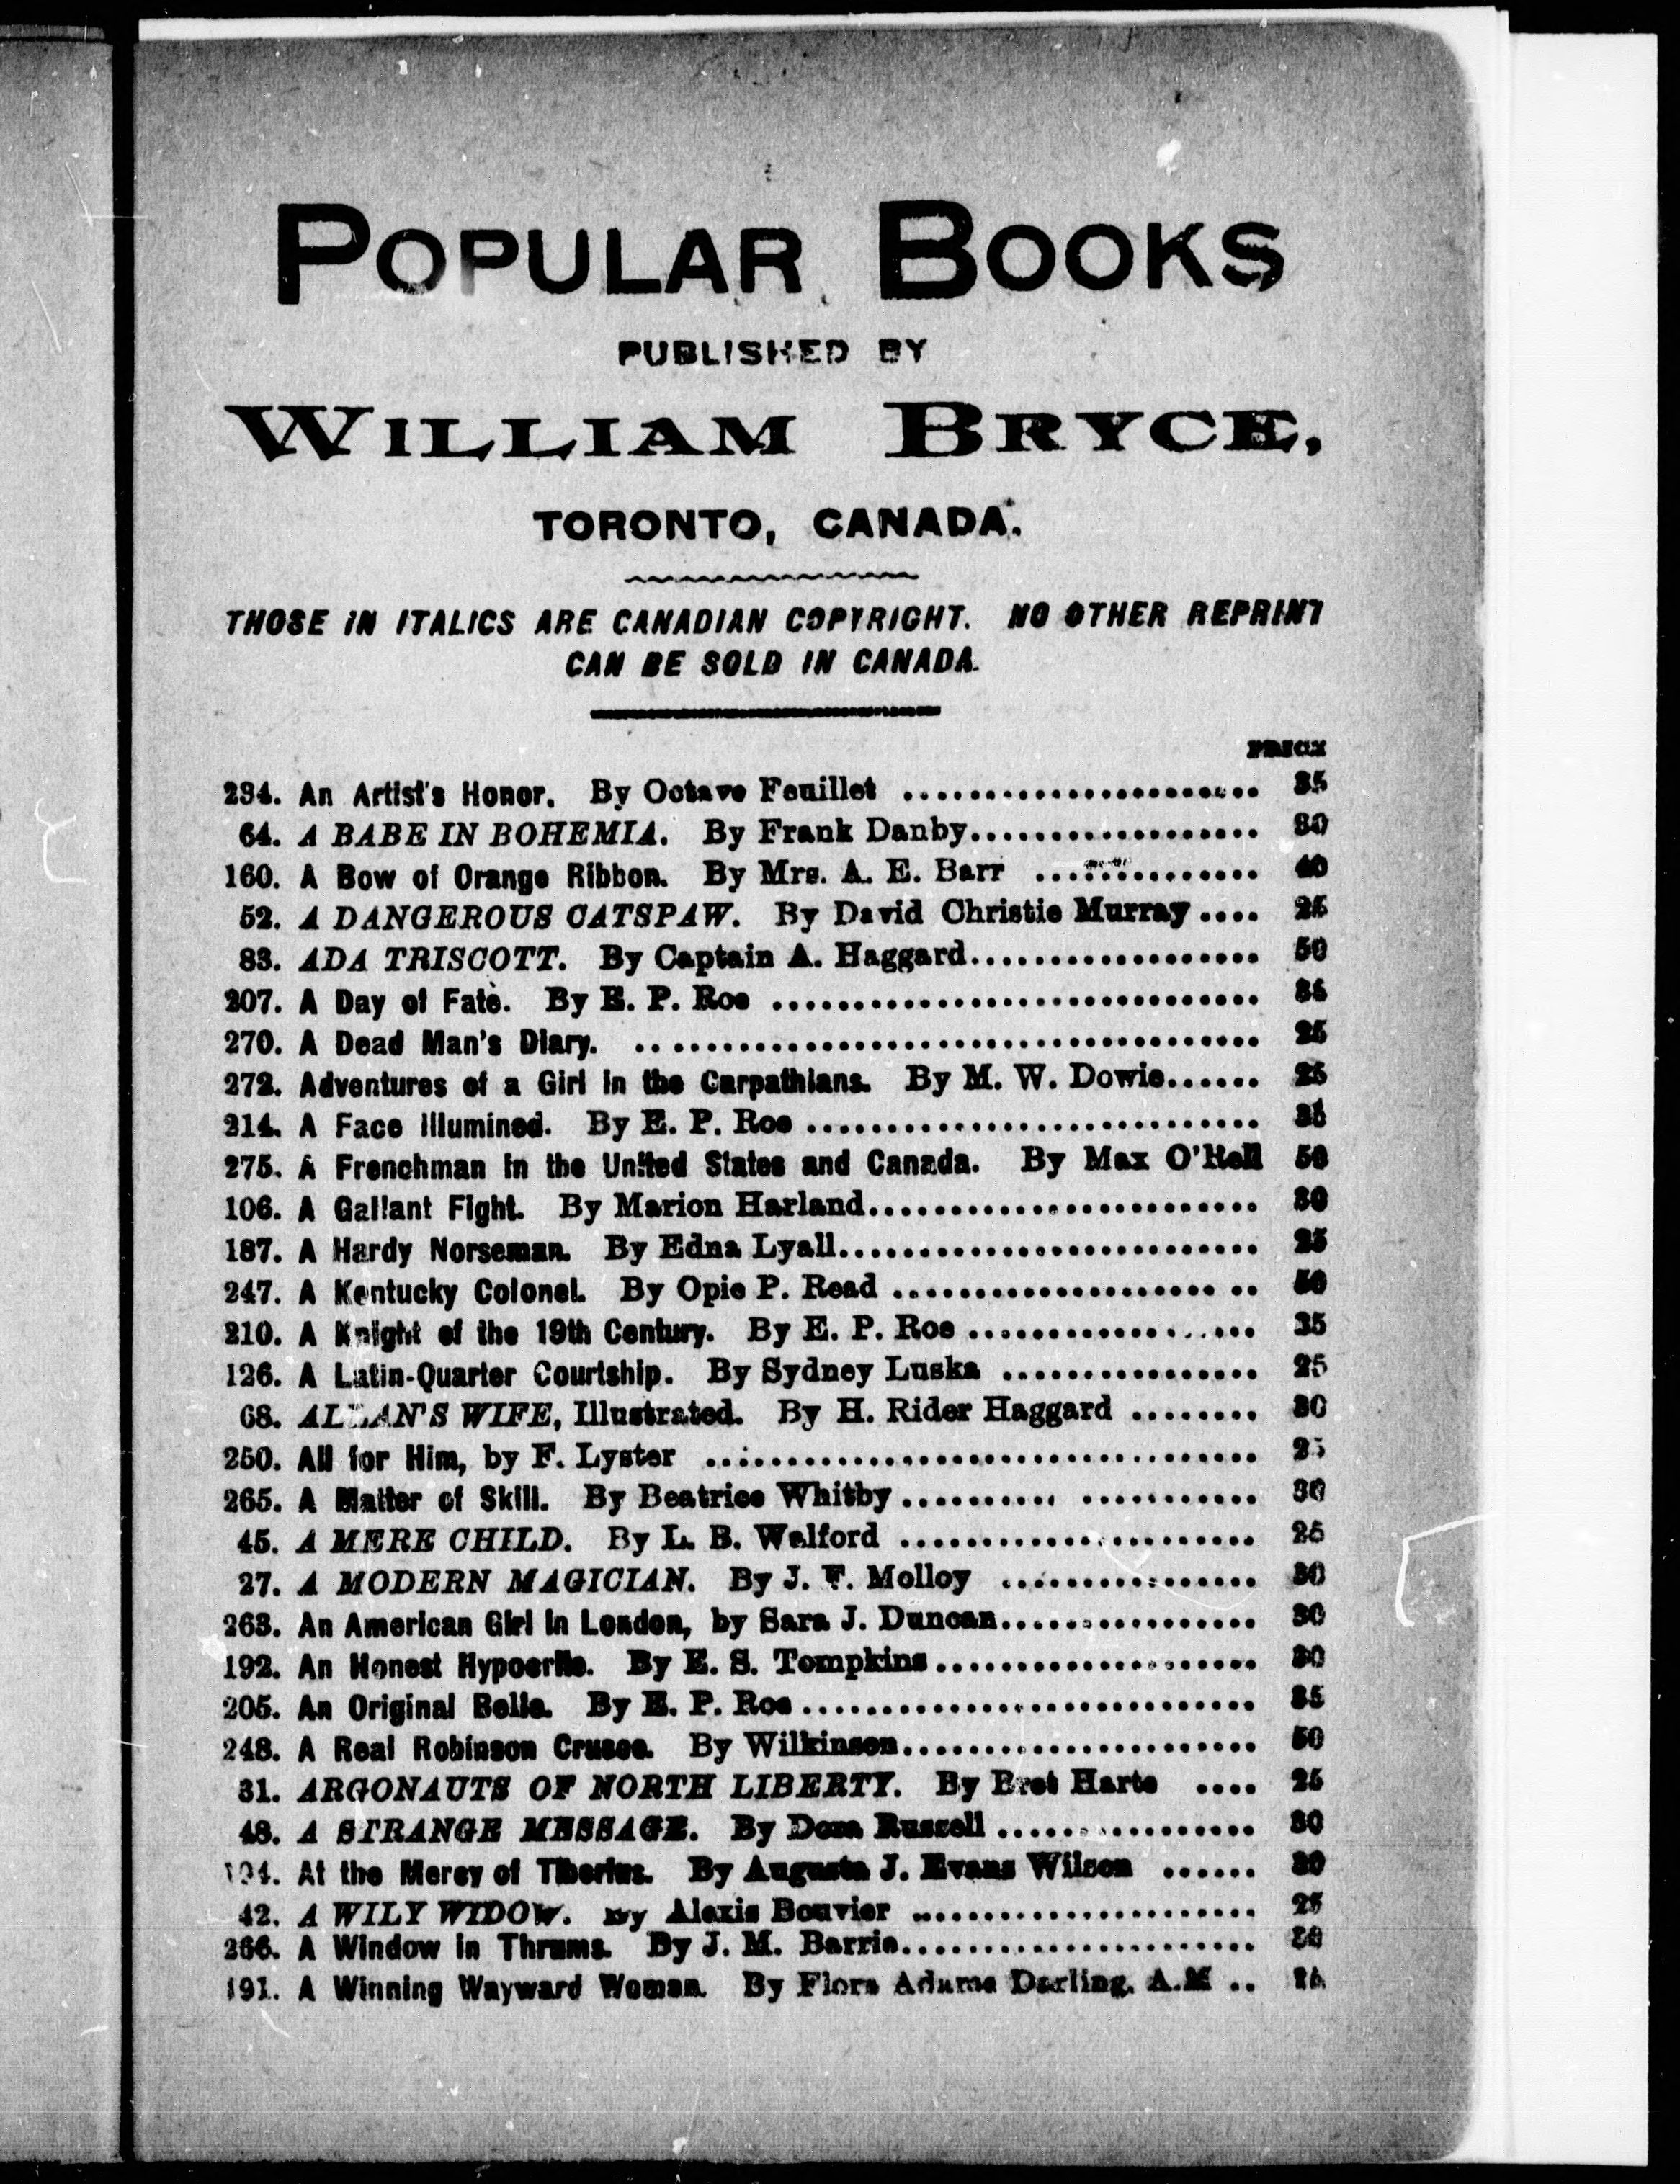 POPULAR BOOKS
PUBLISHED BY
WILLIAM BRYCE,
TORONTO, CANADA.
THOSE IN ITALICS ARE CANADIAN COPYRIGHT. NO OTHER REPRINT
CAN BE SOLD IN CANADA.
PRICE
234. An Artist's Honor. By Octave Feuillet ........................ 35
64. A BABE IN BOHEMIA. By Frank Danby.................. 30
160. A Bow of Orange Ribbon. By Mrs. A. E. Barr .............. 40
52. A DANGEROUS CATSPAW. By David Christie Murray.... 25
83. ADA TRISCOTT. By Captain A. Haggard.................. 50
207. A Day of Fate. By E. P. Roe .............................. 35
270. A Dead Man's Diary. ........................................ 25
272. Adventures of a Girl in the Carpathians. By M. W. Dowie...... 25
214. A Face Illumined. By E. P. Roe ............................ 35
275. A Frenchman in the United States and Canada. By Max O'Rell 50
106. A Gallant Fight. By Marion Harland........................ 30
187. A Hardy Norseman. By Edna Lyall.......................... 25
247. A Kentucky Colonel. By Opie P. Read ...................... 50
210. A Knight of the 19th Century. By E. P. Roe .................. 35
126. A Latin-Quarter Courtship. By Sydney Luska ................ 25
68. ALLAN'S WIFE, Illustrated. By H. Rider Haggard ........ 30
250. All for Him, by F. Lyster .................................. 25
265. A Matter of Skill. By Beatrice Whitby.......... ........... 30
45. A MERE CHILD. By L. B. Walford ...................... 25
27. A MODERN MAGICIAN. By J. F. Molloy ................ 30
263. An American Girl in London, by Sara J. Duncan................ 30
192. An Honest Hypocrite. By E. S. Tompkins.................... 30
205. An Original Belle. By E. P. Roe............................ 35
248. A Real Robinson Crusoe. By Wilkinson...................... 50
31. ARGONAUTS OF NORTH LIBERTY. By Bret Harte .... 25
48. A STRANGE MESSAGE. By Dora Russell ................ 30
At the Mercy of Tiberius. By Augusta J. Evans Wilson ...... 30
42. A WILY WIDOW. By Alexis Bouvier ...................... 25
266. A Window in Thrums. By J. M. Barrie...................... 
191. A Winning Wayward Woman. By Flora Adams Darling, A.M ..